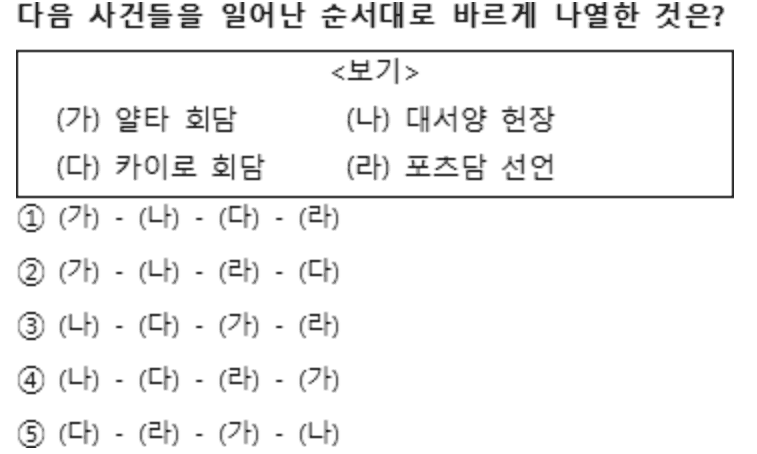 다음 사건들을 일어난 순서대로 바르게 나열한 것은?
<보기>
(가) 얄타 회담 (나) 대서양 헌장
(다) 카이로 회담 (라) 포츠담 선언
① (가) - (나) - (다) - (라)
② (가) - (나) - (라) - (다)
③ (나) - (다) - (가) - (라)
④ (나) - (다) - (라) - (가)
⑤ (다) - (라) - (가) - (나)